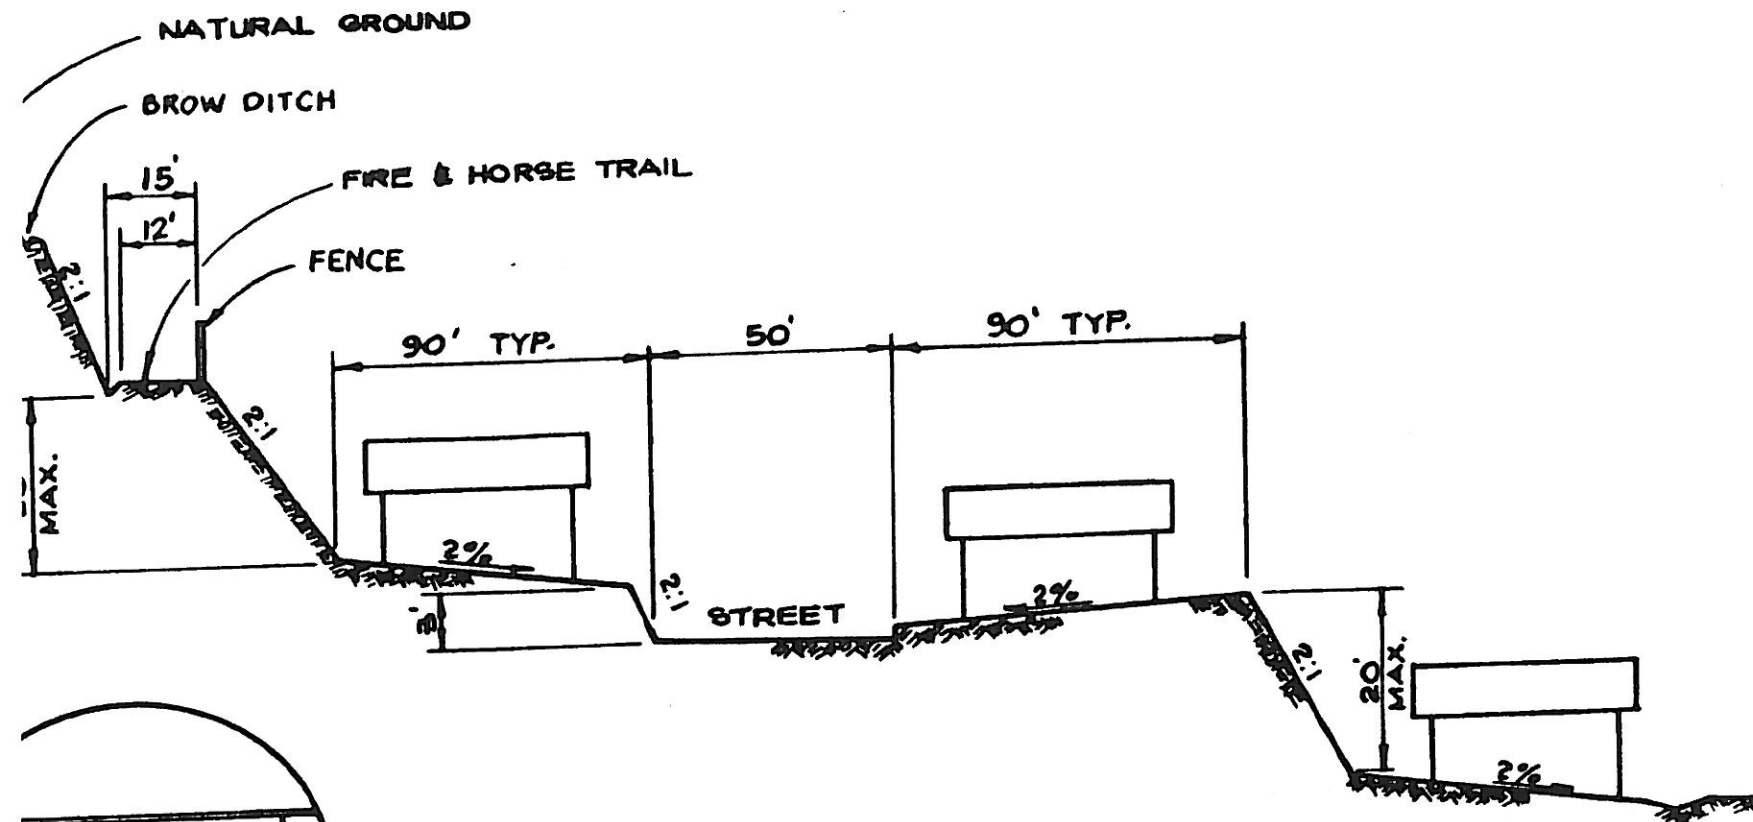 NATURAL GROUND
BROW DITCH
15'
FIRE & HORSE TRAIL
12'
FENCE
2:1
90' TYP.
50'
90' TYP.
2:1
MAX.
2%
2:1
STREET
2%
2:1
20'
MAX.
2%